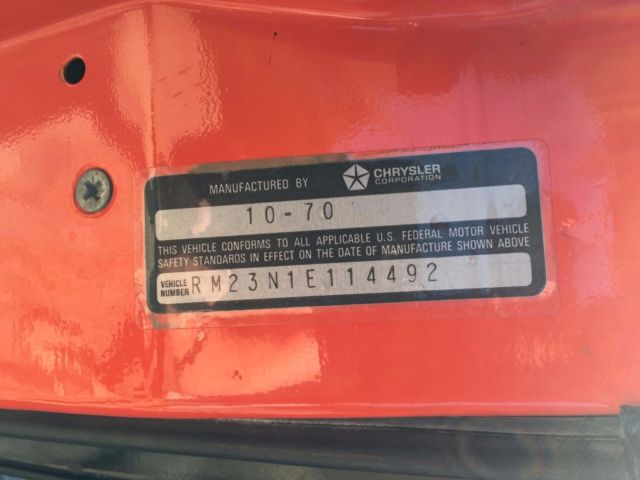 MANUFACTURED BY CHRYSLER CORPORATION
10-70
THIS VEHICLE CONFORMS TO ALL APPLICABLE U.S. FEDERAL MOTOR VEHICLE
SAFETY STANDARDS IN EFFECT ON THE DATE OF MANUFACTURE SHOWN ABOVE
VEHICLE NUMBER RM23N1E114492